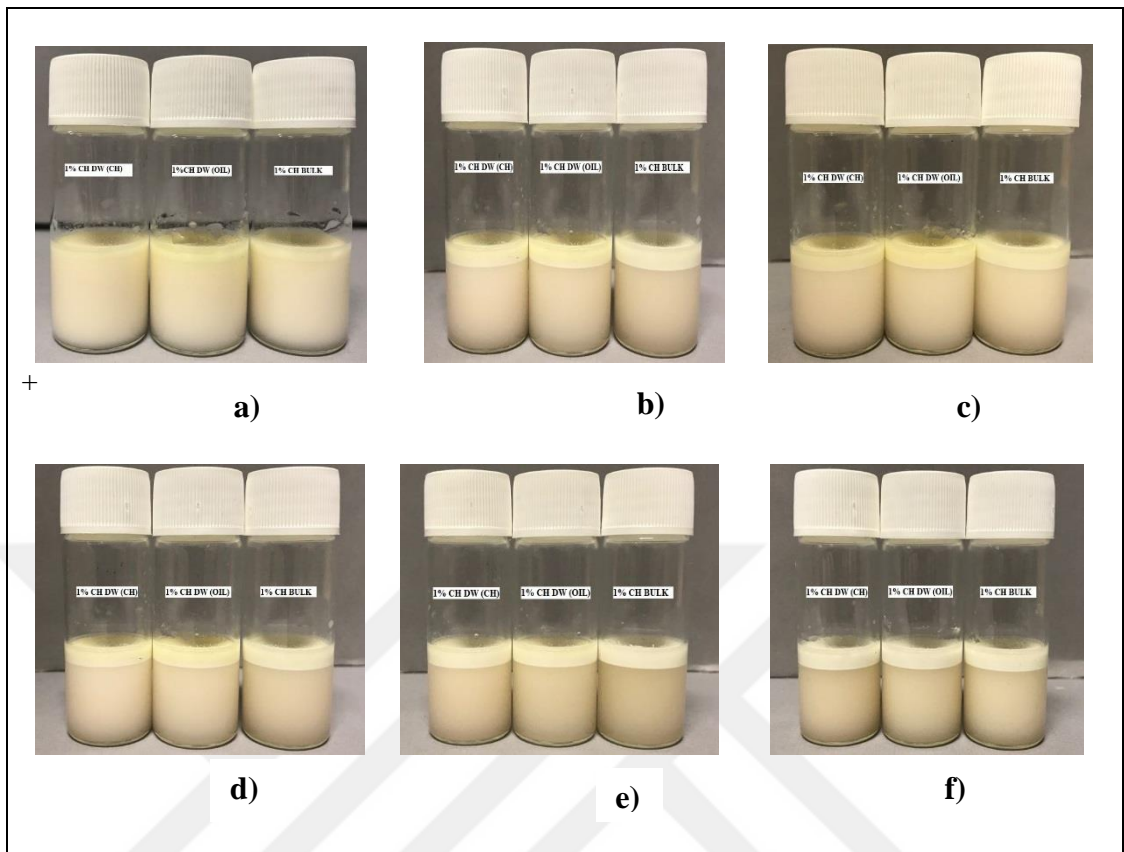 1% CH DW (CH) 1%CH DW (OIL) 1% CH BULK
1% CH DW (CH) 1% CH DW (OIL) 1% CH BULK
1% CH DW (CH) 1% CH DW (OIL) 1% CH BULK
+
a)
b)
c)
1% CH DW (CH) 1% CH DW (OIL) 1% CH BULK
1% CH DW (CH) 1% CH DW (OIL) 1% CH BULK
1% CH DW (CH) 1% CH DW (OIL) 1% CH BULK
d)
e)
f)